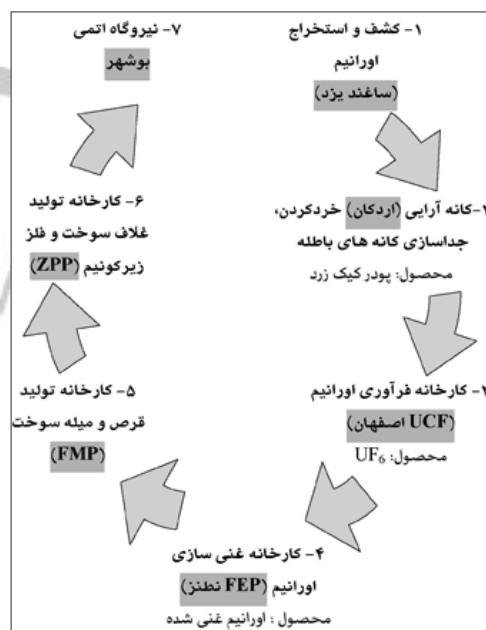 ۱- کشف و استخراج
اورانیم
(ساغند یزد)
۲-کانه آرایی (اردکان) خردکردن،
جداسازی کانه های باطله
محصول: پودر کیک زرد
۳- کارخانه فرآوری اورانیم
(UCF اصفهان)
محصول: UF₆
۴- کارخانه غنی سازی
اورانیم (FEP نطنز)
محصول : اورانیم غنی شده
۵- کارخانه تولید
قرص و میله سوخت
(FMP)
۶- کارخانه تولید
غلاف سوخت و فلز
زیرکونیم (ZPP)
۷- نیروگاه اتمی
بوشهر